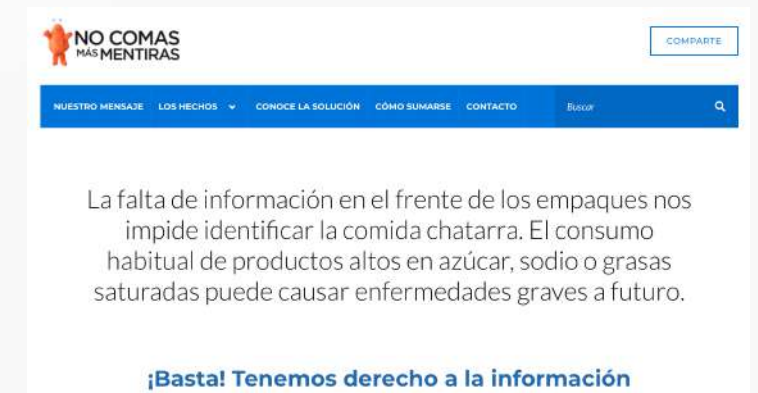 NO COMAS
MÁS MENTIRAS
COMPARTE
NUESTRO MENSAJE LOS HECHOS CONOCE LA SOLUCIÓN CÓMO SUMARSE CONTACTO Buscar
La falta de información en el frente de los empaques nos
impide identificar la comida chatarra. El consumo
habitual de productos altos en azúcar, sodio o grasas
saturadas puede causar enfermedades graves a futuro.
¡Basta! Tenemos derecho a la información